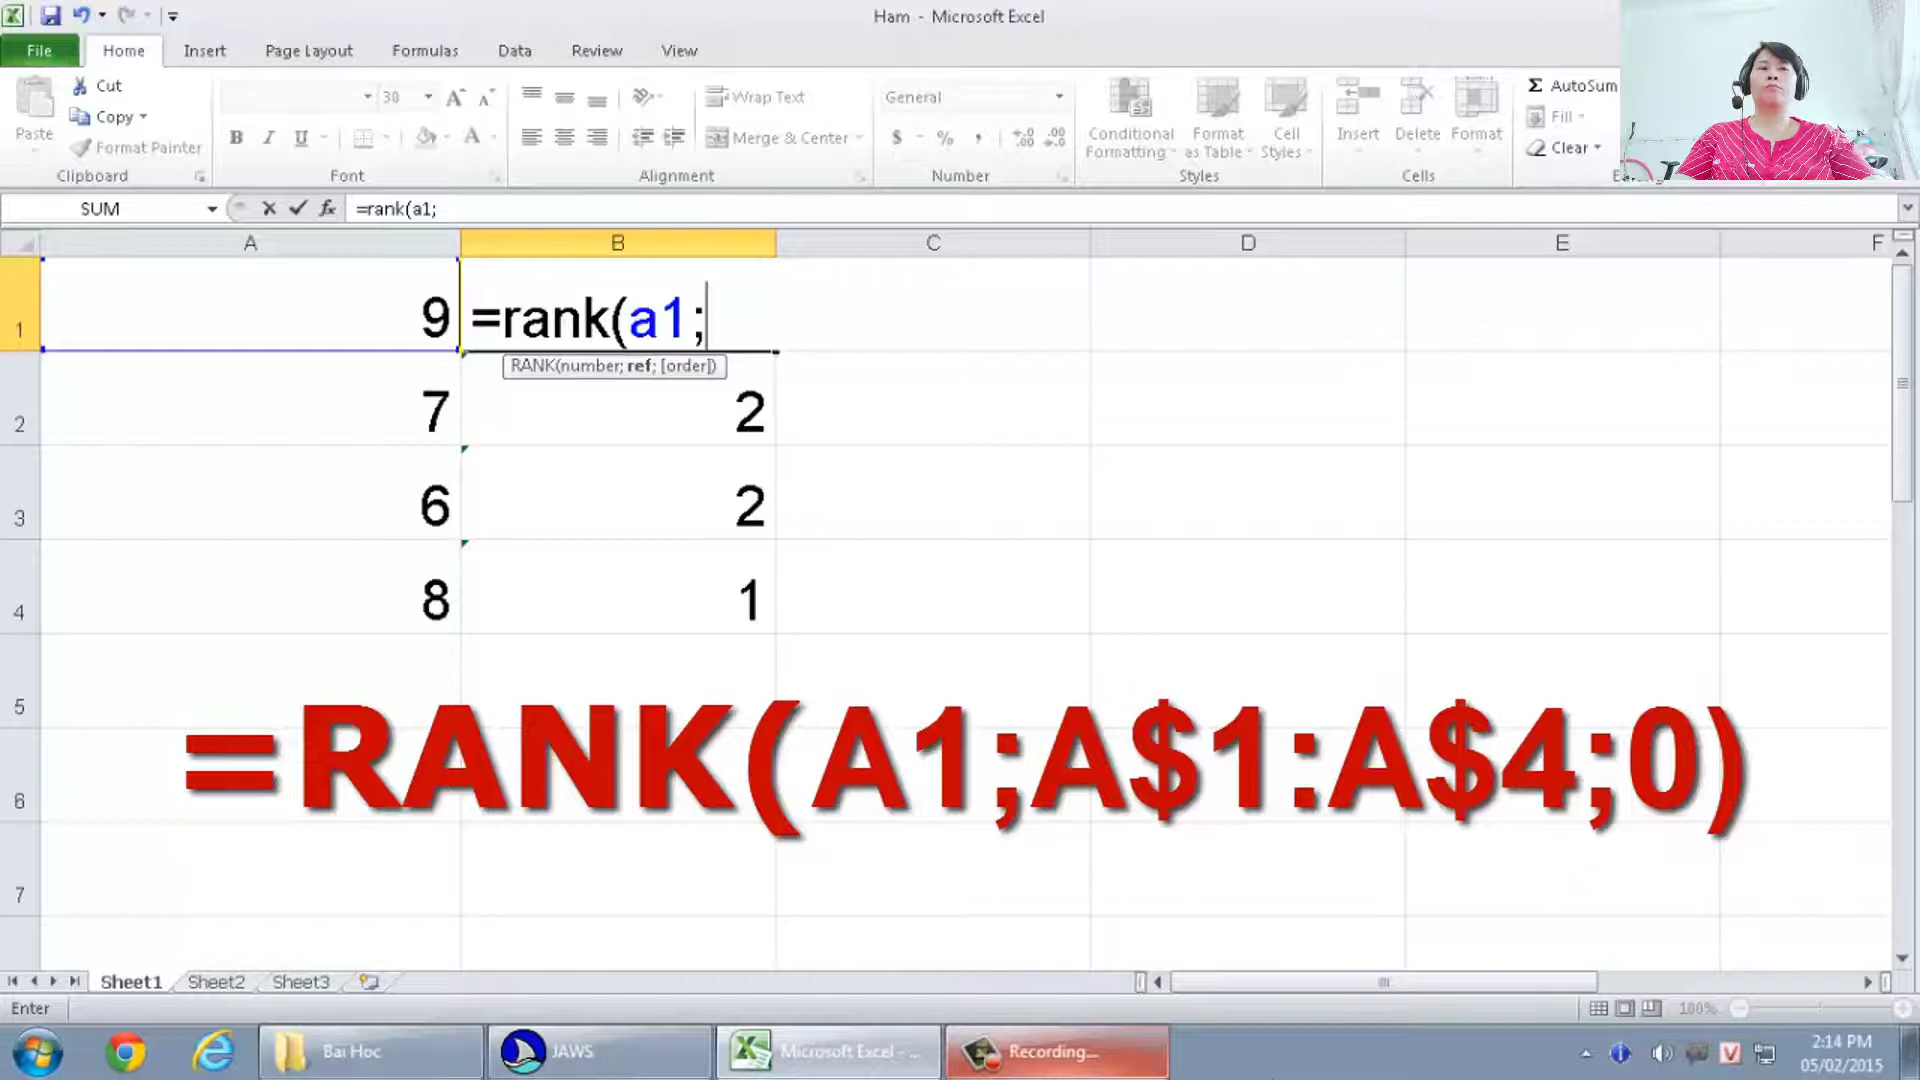 Ham - Microsoft Excel
File Home Insert Page Layout Formulas Data Review View
Paste
Cut
Copy
Format Painter
Clipboard
30
B I U
A
Font
Wrap Text
Merge & Center
Alignment
General
$ % ,
Number
Conditional Formatting
Format as Table
Cell Styles
Styles
Insert Delete Format
Cells
Σ AutoSum
Fill
Clear
SUM fx =rank(a1;
A B C D E F
1 9 =rank(a1;
RANK(number; ref; [order])
2 7 2
3 6 2
4 8 1
5
=RANK(A1;A$1:A$4;0)
6
7
Sheet1 Sheet2 Sheet3
Enter 100%
Bai Hoc JAWS Microsoft Excel - ... Recording...
2:14 PM
05/02/2015